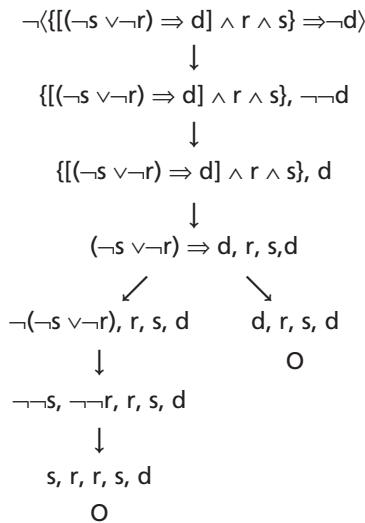 ¬⟨{[(¬s ∨¬r) ⇒ d] ∧ r ∧ s} ⇒¬d⟩
↓
{[(¬s ∨¬r) ⇒ d] ∧ r ∧ s}, ¬¬d
↓
{[(¬s ∨¬r) ⇒ d] ∧ r ∧ s}, d
↓
(¬s ∨¬r) ⇒ d, r, s,d
↙ ↘
¬(¬s ∨¬r), r, s, d d, r, s, d
↓ O
¬¬s, ¬¬r, r, s, d
↓
s, r, r, s, d
O